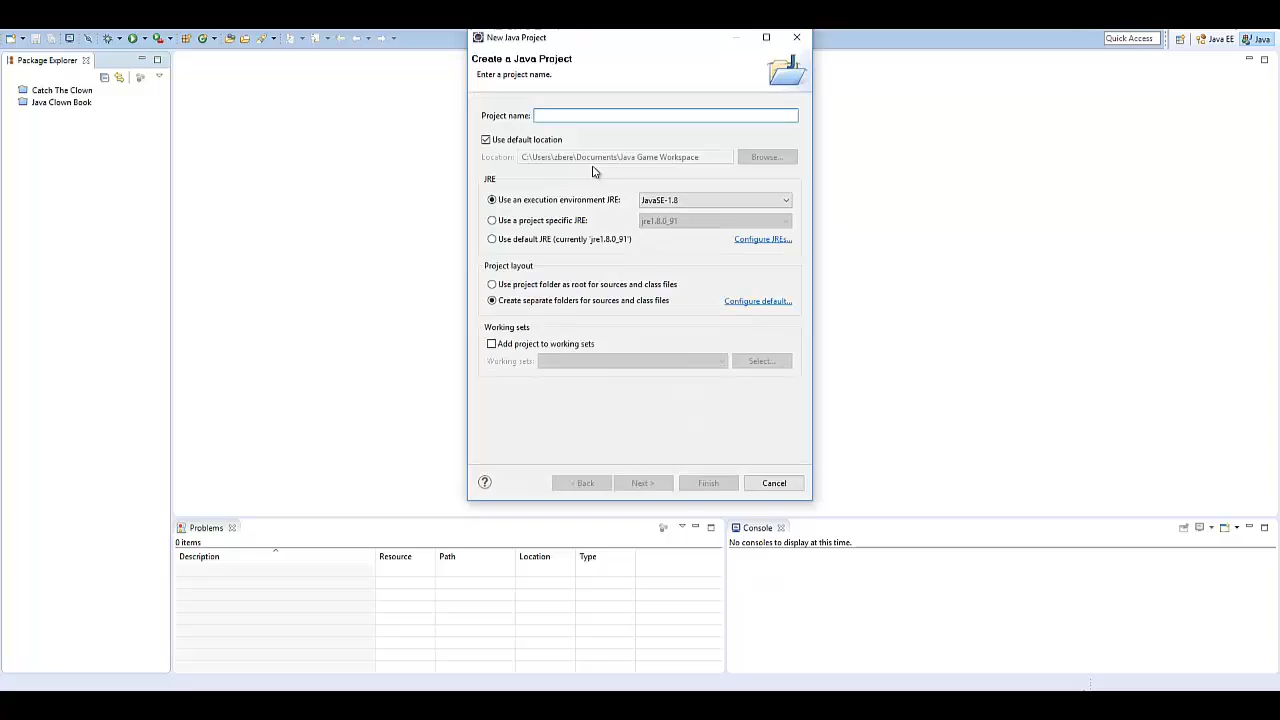 New Java Project
Quick Access
Java EE
Java
Package Explorer
Create a Java Project
Enter a project name.
Catch The Clown
Java Clown Book
Project name:
Use default location
Location: C:\Users\zbere\Documents\Java Game Workspace Browse...
JRE
Use an execution environment JRE: JavaSE-1.8
Use a project specific JRE: jre1.8.0_91
Use default JRE (currently 'jre1.8.0_91') Configure JREs...
Project layout
Use project folder as root for sources and class files
Create separate folders for sources and class files Configure default...
Working sets
Add project to working sets
Working sets: Select...
? < Back Next > Finish Cancel
Problems
0 items
Description Resource Path Location Type
Console
No consoles to display at this time.